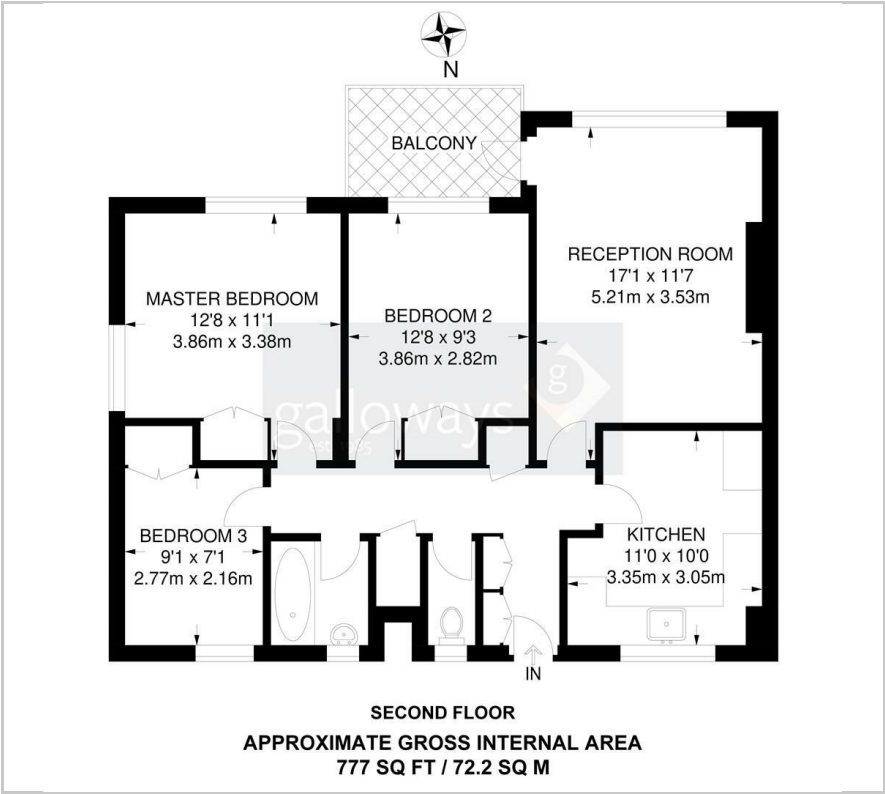 N
BALCONY
RECEPTION ROOM
17'1 x 11'7
5.21m x 3.53m
MASTER BEDROOM
12'8 x 11'1
3.86m x 3.38m
BEDROOM 2
12'8 x 9'3
3.86m x 2.82m
g
galloways
EST. 1985
BEDROOM 3
9'1 x 7'1
2.77m x 2.16m
KITCHEN
11'0 x 10'0
3.35m x 3.05m
IN
SECOND FLOOR
APPROXIMATE GROSS INTERNAL AREA
777 SQ FT / 72.2 SQ M